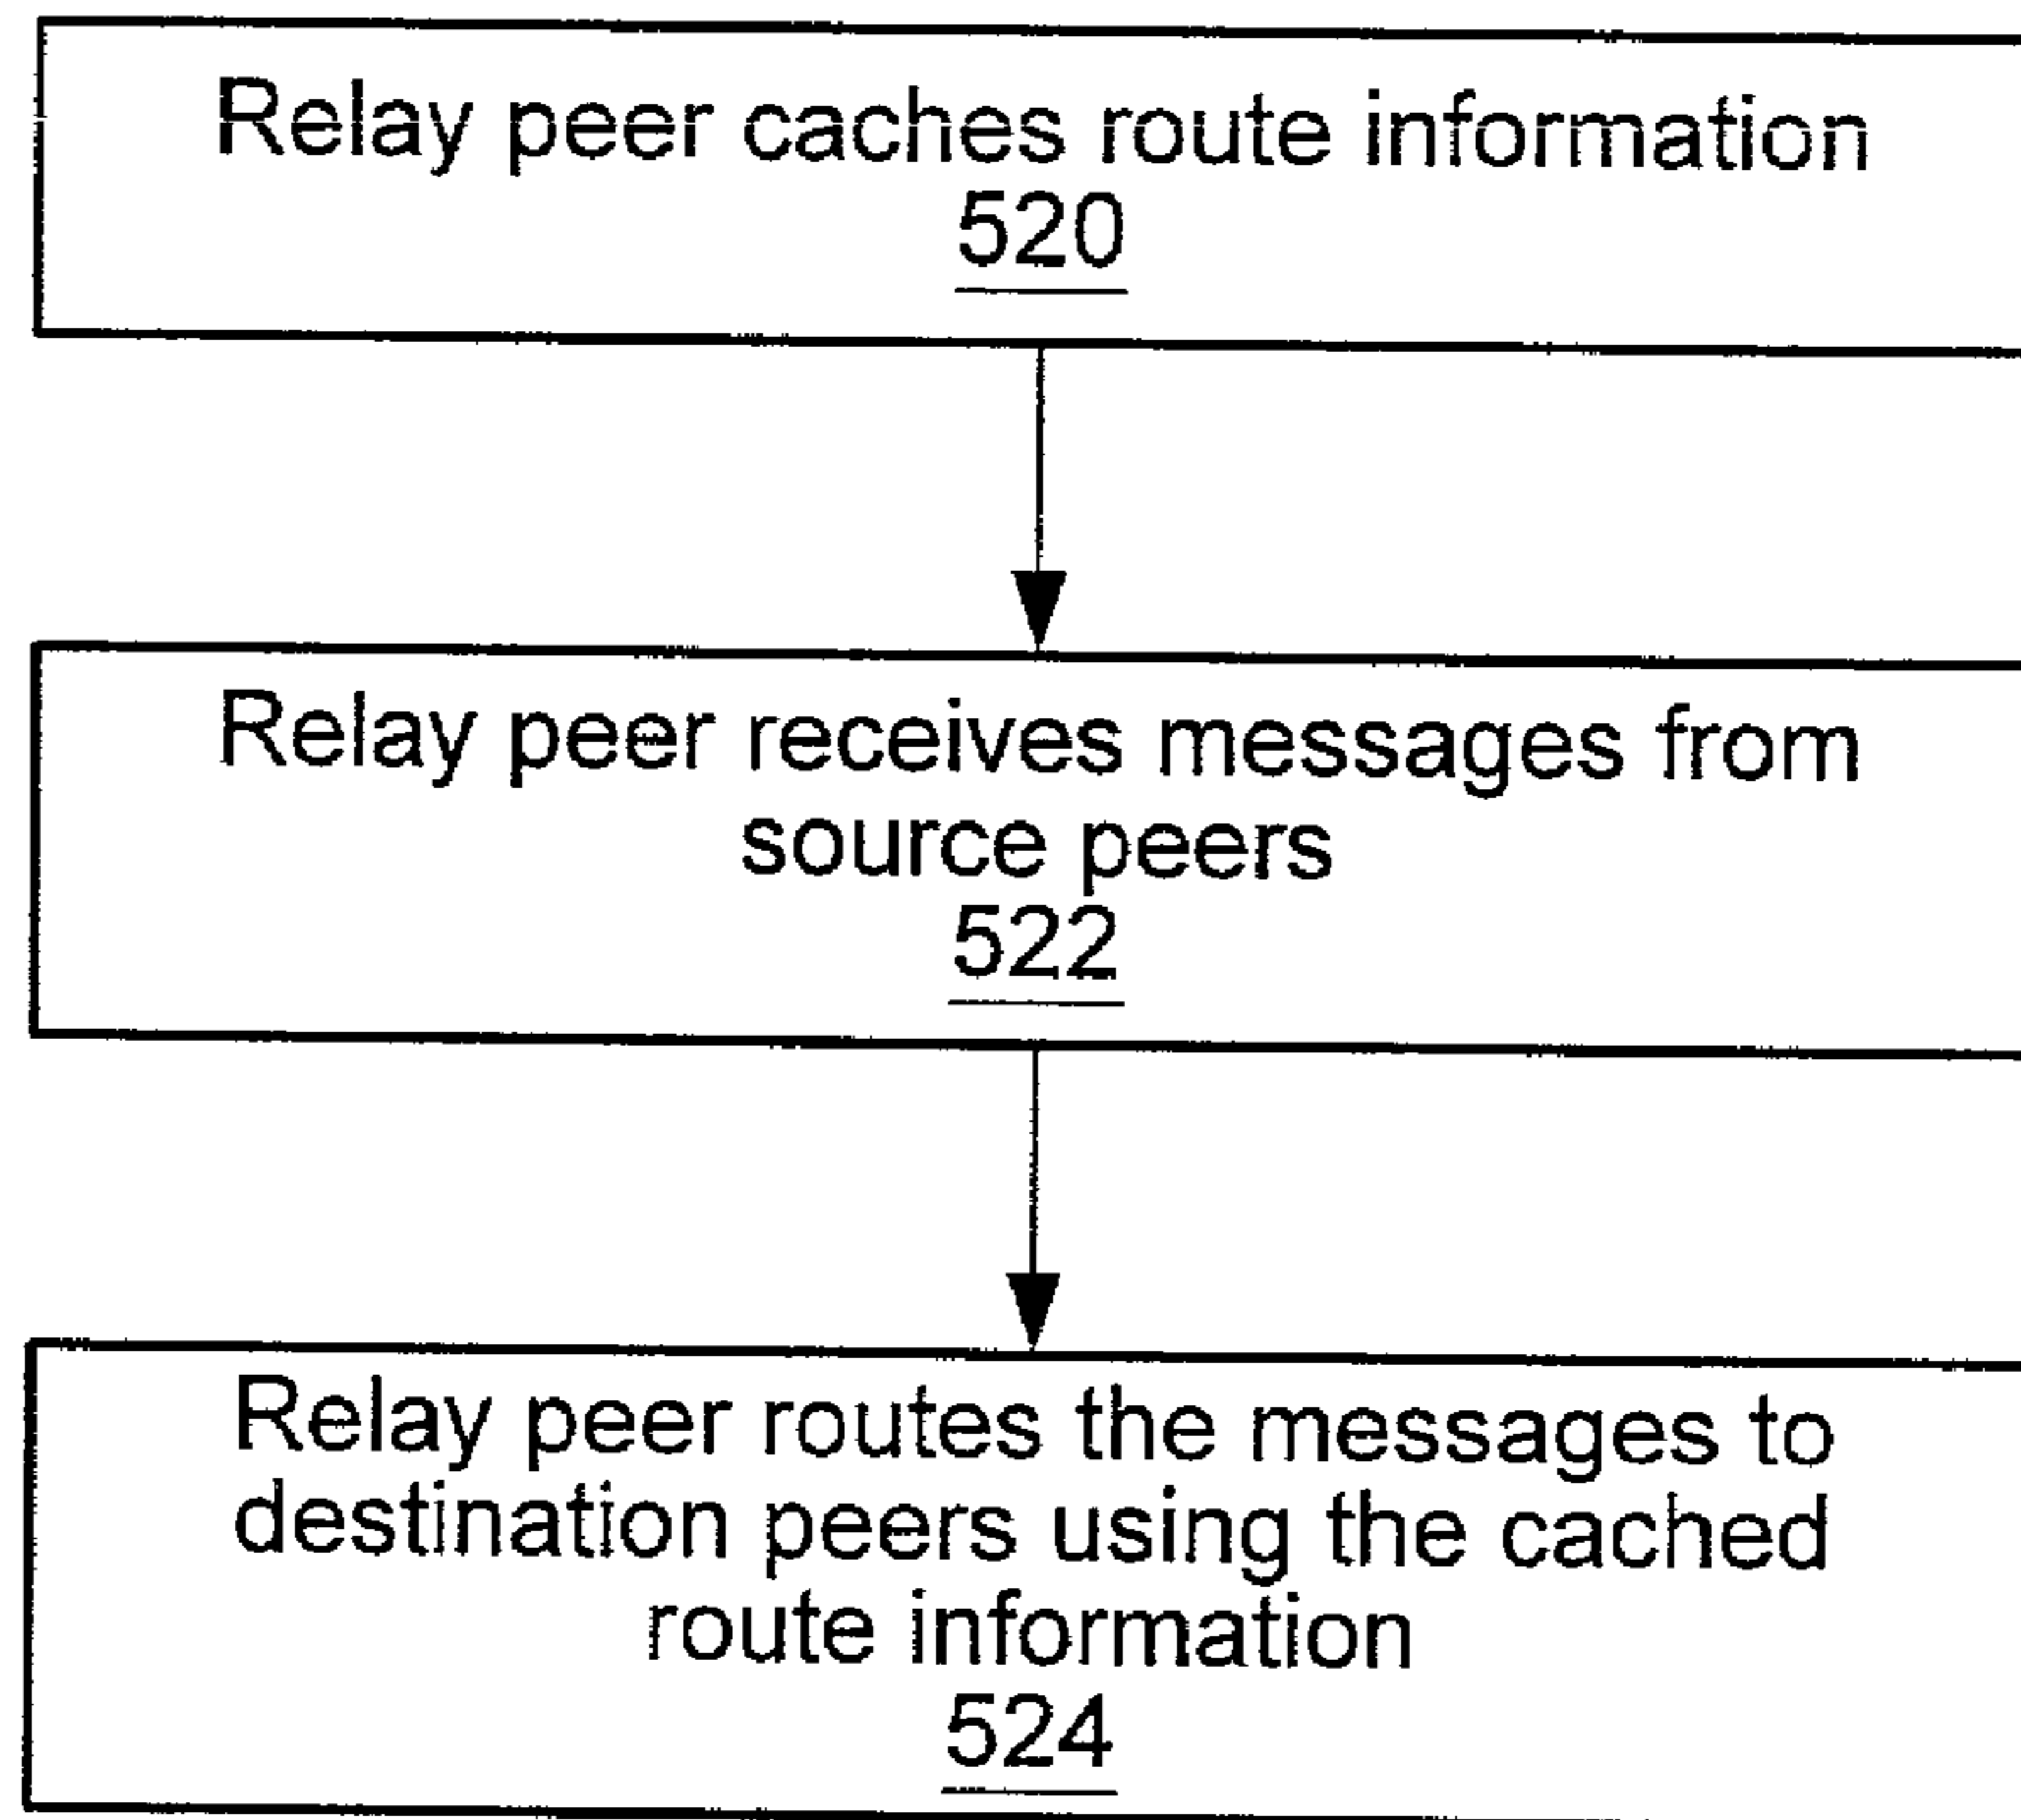 Relay peer caches route information
520
Relay peer receives messages from
source peers
522
Relay peer routes the messages to
destination peers using the cached
route information
524